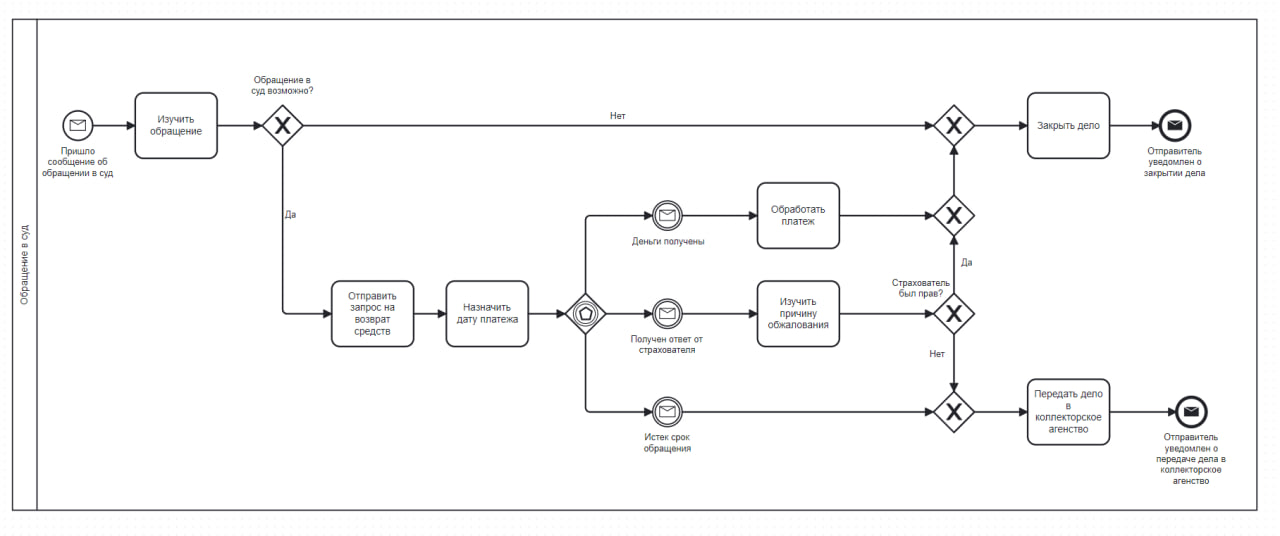 Обращение в суд
Пришло
сообщение об
обращении в суд
Изучить
обращение
Обращение в
суд возможно?
Нет
Закрыть дело
Отправитель
уведомлен о
закрытии дела
Да
Деньги получены
Обработать
платеж
Да
Отправить
запрос на
возврат
средств
Назначить
дату платежа
Получен ответ от
страхователя
Изучить
причину
обжалования
Страхователь
был прав?
Нет
Истек срок
обращения
Передать дело
в
коллекторское
агенство
Отправитель
уведомлен о
передаче дела в
коллекторское
агенство